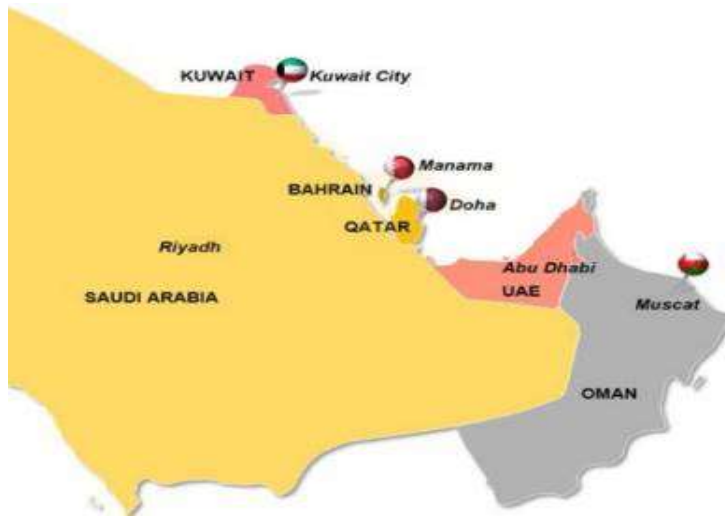 KUWAIT
Kuwait City
Manama
BAHRAIN
Doha
QATAR
Riyadh
Abu Dhabi
SAUDI ARABIA
UAE
Muscat
OMAN